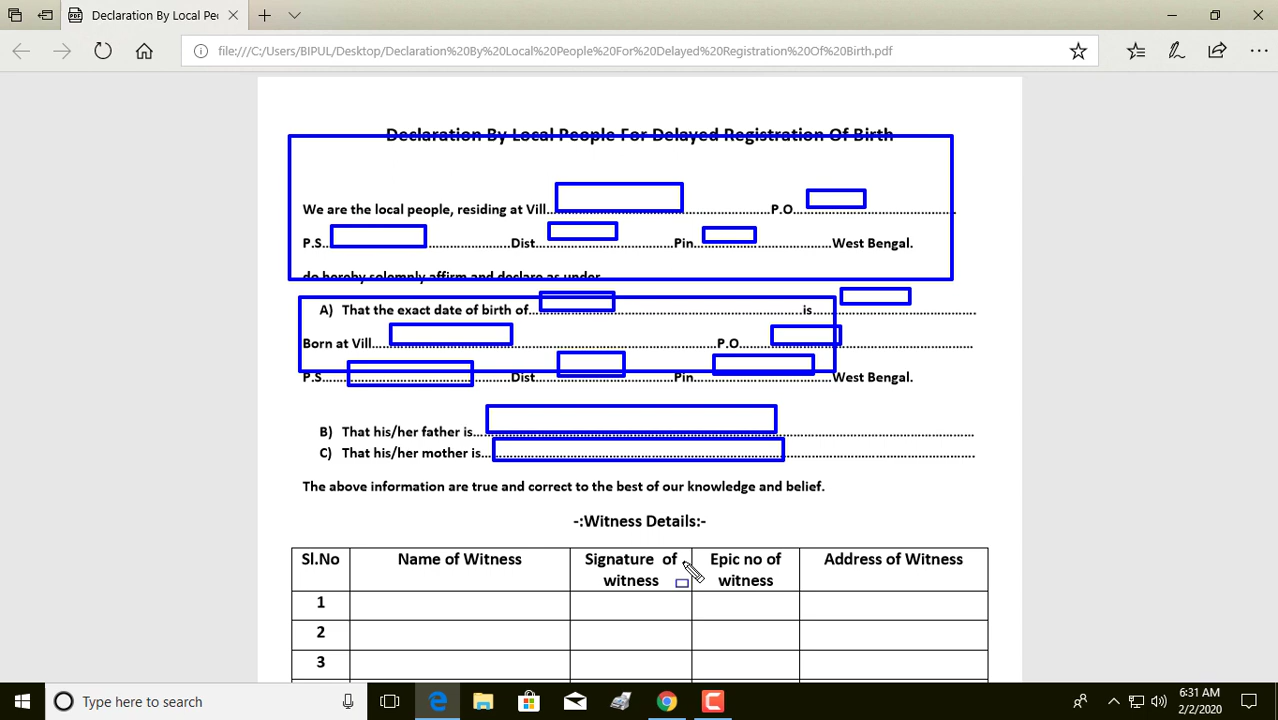 Declaration By Local Pe
file:///C:/Users/BIPUL/Desktop/Declaration%20By%20Local%20People%20For%20Delayed%20Registration%20Of%20Birth.pdf
Declaration By Local People For Delayed Registration Of Birth
We are the local people, residing at Vill..........................................................P.O..........................................
P.S..............................................Dist...................................Pin...................................West Bengal.
do hereby solemnly affirm and declare as under
A) That the exact date of birth of.....................................................................is..........................................
Born at Vill......................................................................................P.O...........................................................
P.S..............................................Dist...................................Pin...................................West Bengal.
B) That his/her father is..............................................................................................................................
C) That his/her mother is..............................................................................................................................
The above information are true and correct to the best of our knowledge and belief.
-:Witness Details:-
Sl.No Name of Witness Signature of witness Epic no of witness Address of Witness
1
2
3
Type here to search
6:31 AM
2/2/2020